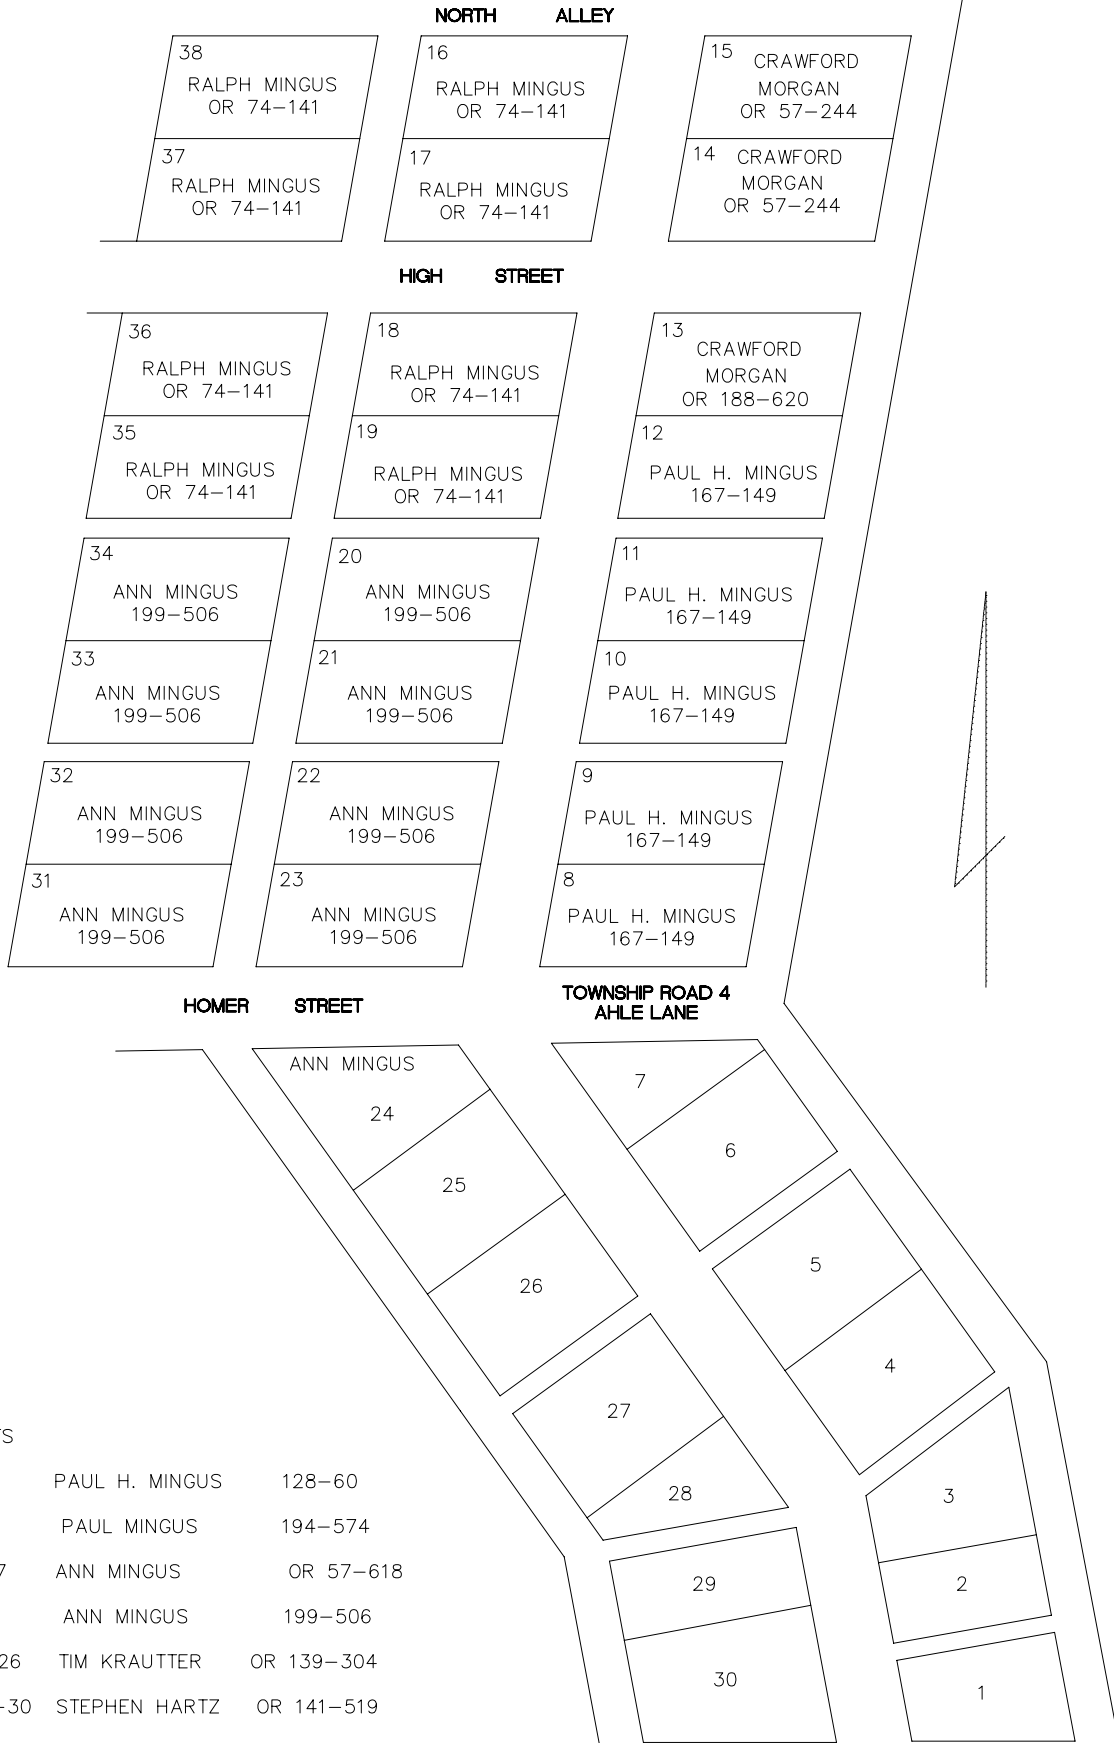 NORTH ALLEY
38
RALPH MINGUS
OR 74-141
16
RALPH MINGUS
OR 74-141
15 CRAWFORD
MORGAN
OR 57-244
37
RALPH MINGUS
OR 74-141
17
RALPH MINGUS
OR 74-141
14 CRAWFORD
MORGAN
OR 57-244
HIGH STREET
36
RALPH MINGUS
OR 74-141
18
RALPH MINGUS
OR 74-141
13
CRAWFORD
MORGAN
OR 188-620
35
RALPH MINGUS
OR 74-141
19
RALPH MINGUS
OR 74-141
12
PAUL H. MINGUS
167-149
34
ANN MINGUS
199-506
20
ANN MINGUS
199-506
11
PAUL H. MINGUS
167-149
33
ANN MINGUS
199-506
21
ANN MINGUS
199-506
10
PAUL H. MINGUS
167-149
32
ANN MINGUS
199-506
22
ANN MINGUS
199-506
9
PAUL H. MINGUS
167-149
31
ANN MINGUS
199-506
23
ANN MINGUS
199-506
8
PAUL H. MINGUS
167-149
HOMER STREET
TOWNSHIP ROAD 4
AHLE LANE
ANN MINGUS
24
7
25
6
26
5
27
4
28
3
29
2
30
1
PAUL H. MINGUS 128-60
PAUL MINGUS 194-574
7 ANN MINGUS OR 57-618
ANN MINGUS 199-506
26 TIM KRAUTTER OR 139-304
-30 STEPHEN HARTZ OR 141-519